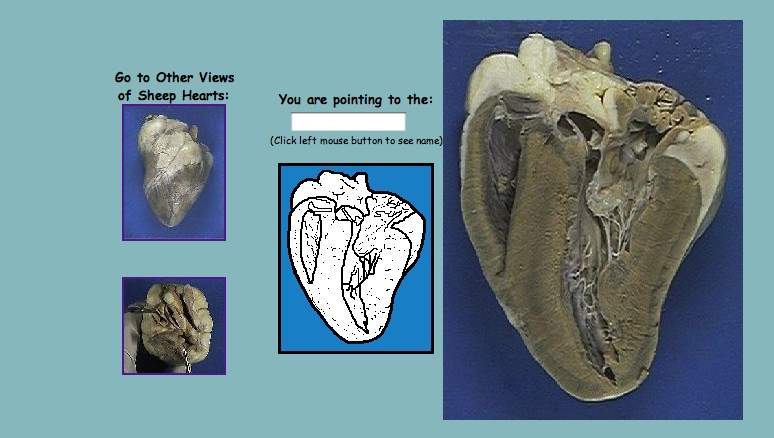 Go to Other Views
of Sheep Hearts:
You are pointing to the:
(Click left mouse button to see name)